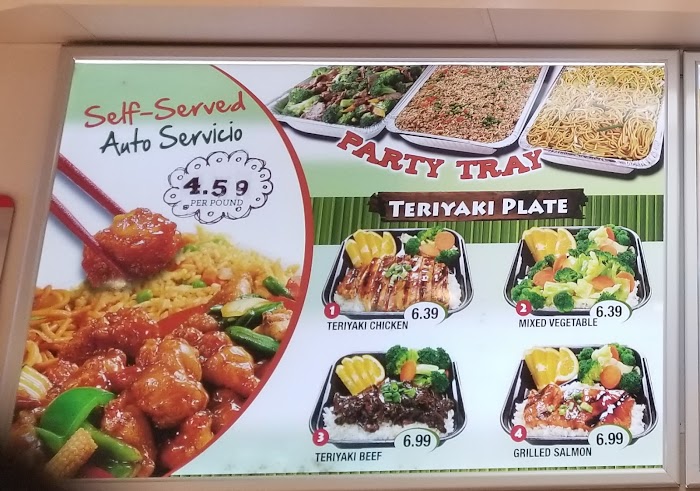 Self-Served
Auto Servicio
4.59
PER POUND
PARTY TRAY
TERIYAKI PLATE
1
6.39
TERIYAKI CHICKEN
2
6.39
MIXED VEGETABLE
3
6.99
TERIYAKI BEEF
4
6.99
GRILLED SALMON